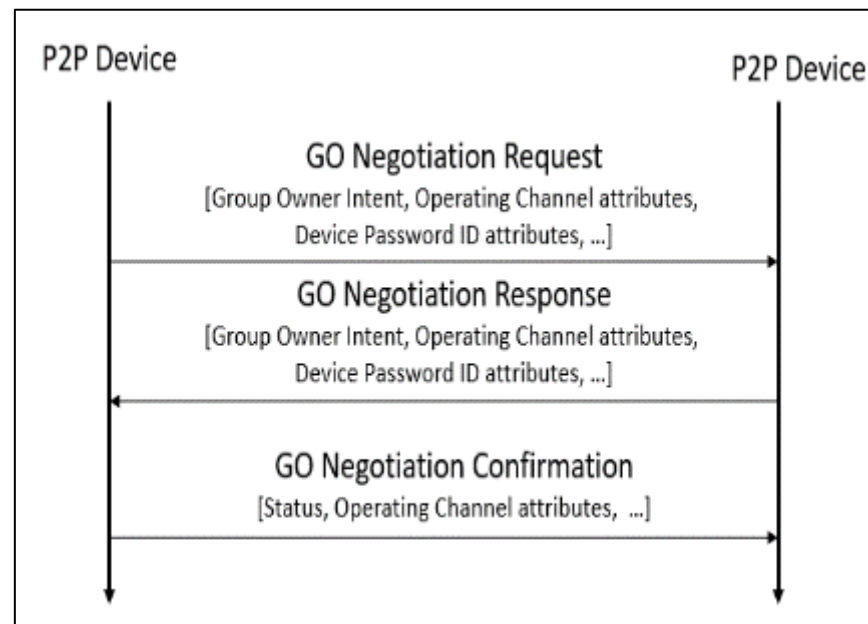 P2P Device
P2P Device
GO Negotiation Request
[Group Owner Intent, Operating Channel attributes,
Device Password ID attributes, ...]
GO Negotiation Response
[Group Owner Intent, Operating Channel attributes,
Device Password ID attributes, ...]
GO Negotiation Confirmation
[Status, Operating Channel attributes, ...]